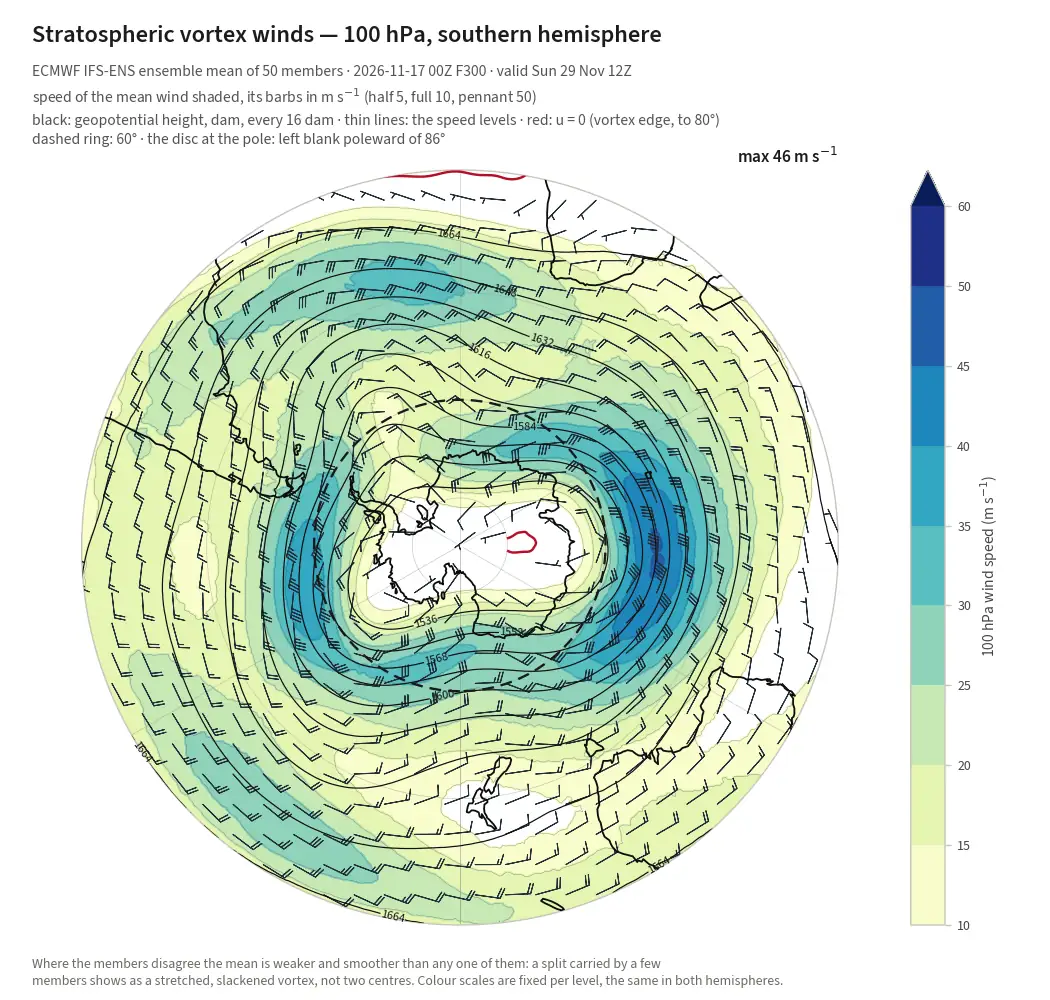 Stratospheric vortex winds — 100 hPa, southern hemisphere
ECMWF IFS-ENS ensemble mean of 50 members · 2026-11-17 00Z F300 · valid Sun 29 Nov 12Z
speed of the mean wind shaded, its barbs in m s⁻¹ (half 5, full 10, pennant 50)
black: geopotential height, dam, every 16 dam · thin lines: the speed levels · red: u = 0 (vortex edge, to 80°)
dashed ring: 60° · the disc at the pole: left blank poleward of 86°
max 46 m s⁻¹
1664
1648
1632
1616
1584
1536
1568
1600
1664
1664
1664
60
50
45
40
35
30
25
20
15
10
100 hPa wind speed (m s⁻¹)
Where the members disagree the mean is weaker and smoother than any one of them: a split carried by a few
members shows as a stretched, slackened vortex, not two centres. Colour scales are fixed per level, the same in both hemispheres.